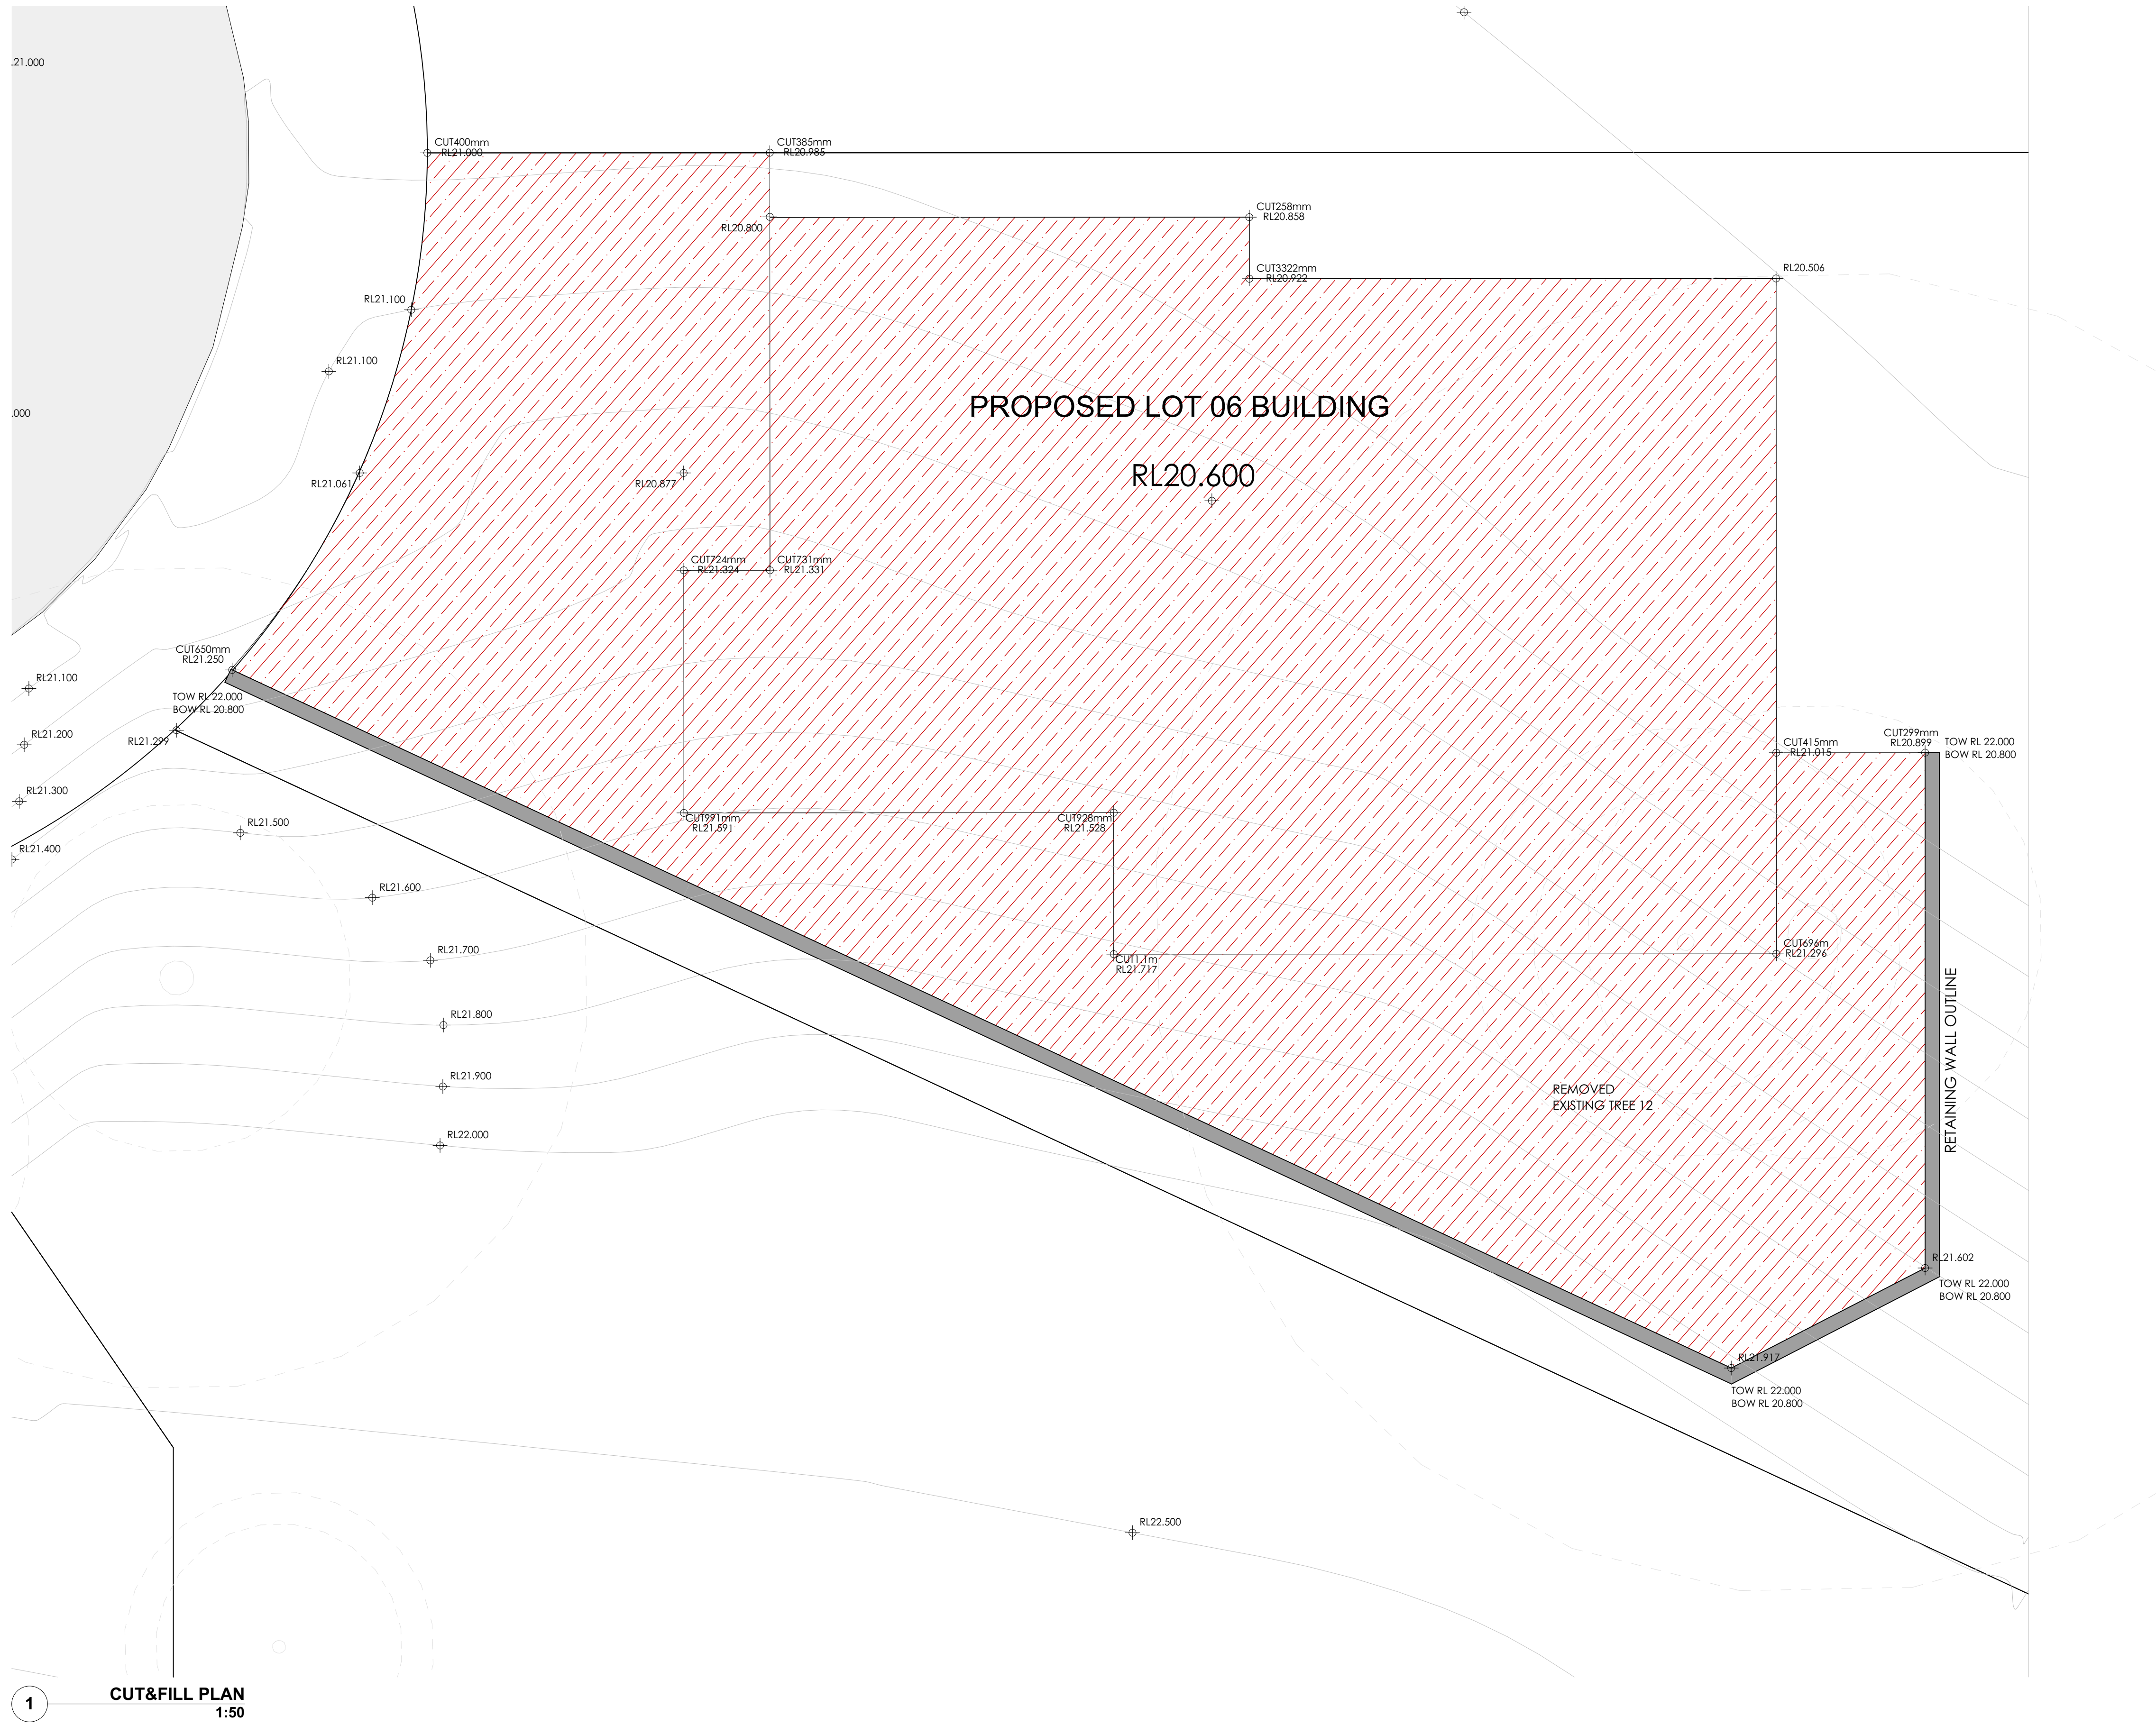 .21.000
CUT400mm
RL21.000
CUT385mm
RL20.985
CUT258mm
RL20.858
RL20.800
CUT3322mm
RL20.922
RL20.506
RL21.100
RL21.100
.000
PROPOSED LOT 06 BUILDING
RL20.600
RL21.061
RL20.877
CUT724mm
RL21.324
CUT731mm
RL21.331
CUT650mm
RL21.250
RL21.100
TOW RL 22.000
BOW RL 20.800
RL21.200
RL21.299
CUT415mm
RL21.015
CUT299mm
RL20.899
TOW RL 22.000
BOW RL 20.800
RL21.300
RL21.500
CUT991mm
RL21.591
CUT928mm
RL21.528
RL21.400
RL21.600
RL21.700
CUT1.1m
RL21.717
CUT696m
RL21.296
RETAINING WALL OUTLINE
RL21.800
RL21.900
REMOVED
EXISTING TREE 12
RL22.000
RL21.602
TOW RL 22.000
BOW RL 20.800
RL21.917
TOW RL 22.000
BOW RL 20.800
RL22.500
1
CUT&FILL PLAN
1:50